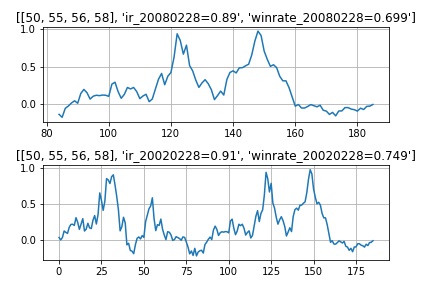 [[50, 55, 56, 58], 'ir_20080228=0.89', 'winrate_20080228=0.699']
1.0
0.5
0.0
80 100 120 140 160 180
[[50, 55, 56, 58], 'ir_20020228=0.91', 'winrate_20020228=0.749']
1.0
0.5
0.0
0 25 50 75 100 125 150 175